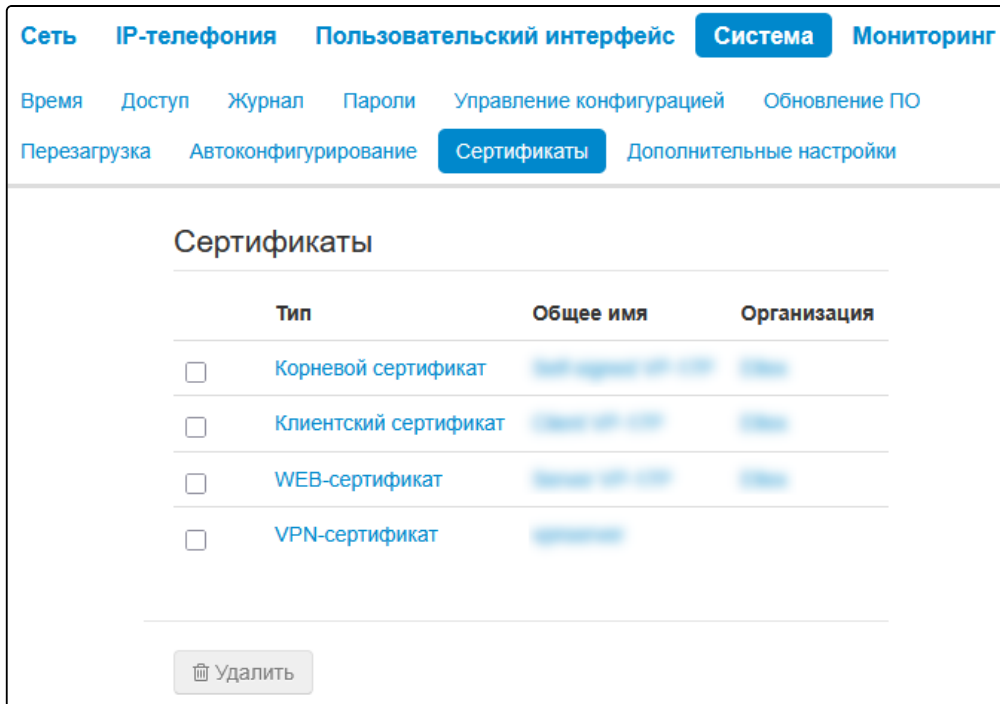 Сеть IP-телефония Пользовательский интерфейс Система Мониторинг
Время Доступ Журнал Пароли Управление конфигурацией Обновление ПО
Перезагрузка Автоконфигурирование Сертификаты Дополнительные настройки
Сертификаты
Тип Общее имя Организация
Корневой сертификат
Клиентский сертификат
WEB-сертификат
VPN-сертификат
Удалить